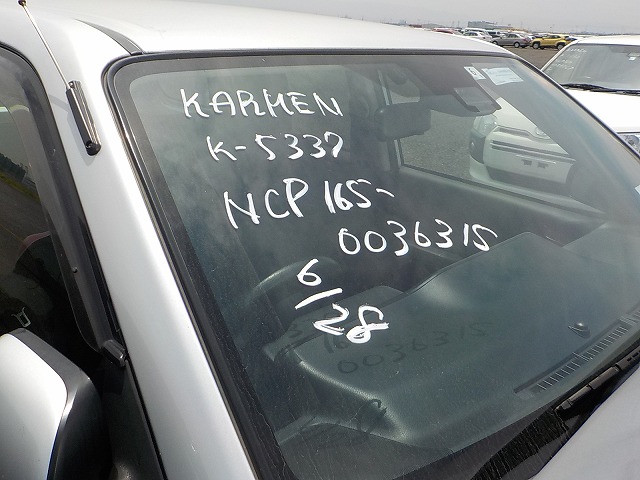 KARMEN
K-5337
NCP165-
0036315
6/28